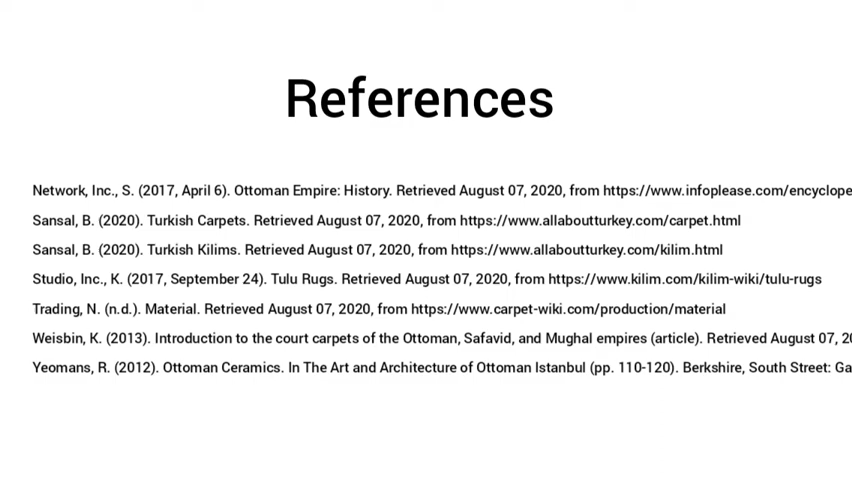 References
Network, Inc., S. (2017, April 6). Ottoman Empire: History. Retrieved August 07, 2020, from https://www.infoplease.com/encyclope
Sansal, B. (2020). Turkish Carpets. Retrieved August 07, 2020, from https://www.allaboutturkey.com/carpet.html
Sansal, B. (2020). Turkish Kilims. Retrieved August 07, 2020, from https://www.allaboutturkey.com/kilim.html
Studio, Inc., K. (2017, September 24). Tulu Rugs. Retrieved August 07, 2020, from https://www.kilim.com/kilim-wiki/tulu-rugs
Trading, N. (n.d.). Material. Retrieved August 07, 2020, from https://www.carpet-wiki.com/production/material
Weisbin, K. (2013). Introduction to the court carpets of the Ottoman, Safavid, and Mughal empires (article). Retrieved August 07, 20
Yeomans, R. (2012). Ottoman Ceramics. In The Art and Architecture of Ottoman Istanbul (pp. 110-120). Berkshire, South Street: Ga